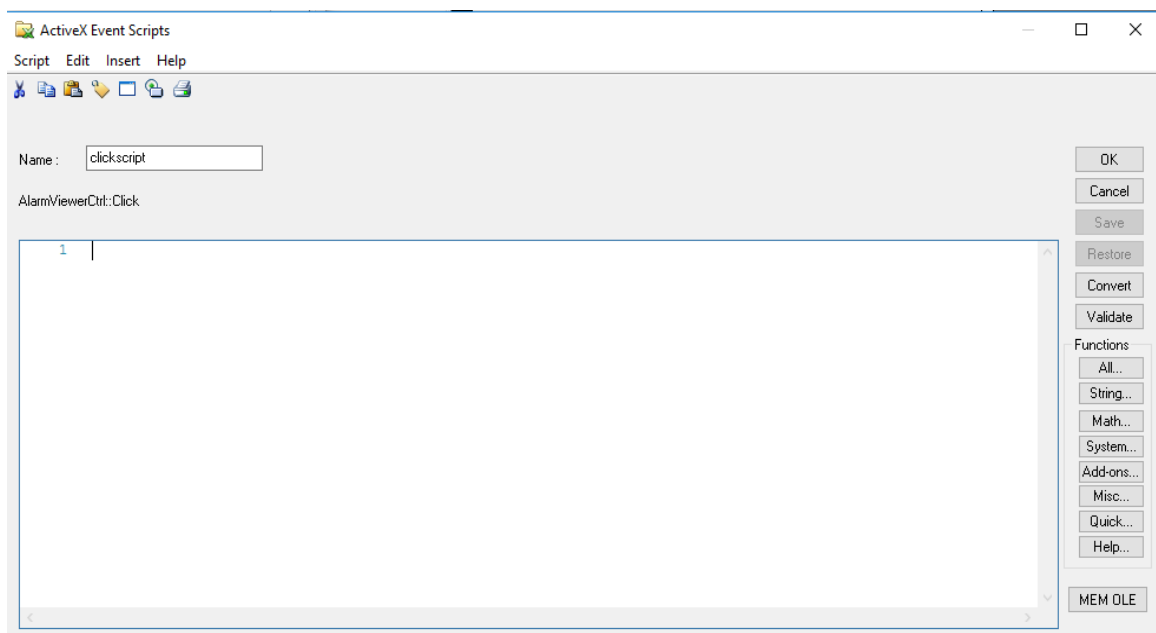 ActiveX Event Scripts
Script Edit Insert Help
Name : clickscript
AlarmViewerCtrl::Click
1
OK
Cancel
Save
Restore
Convert
Validate
Functions
All...
String...
Math...
System...
Add-ons...
Misc...
Quick...
Help...
MEM OLE